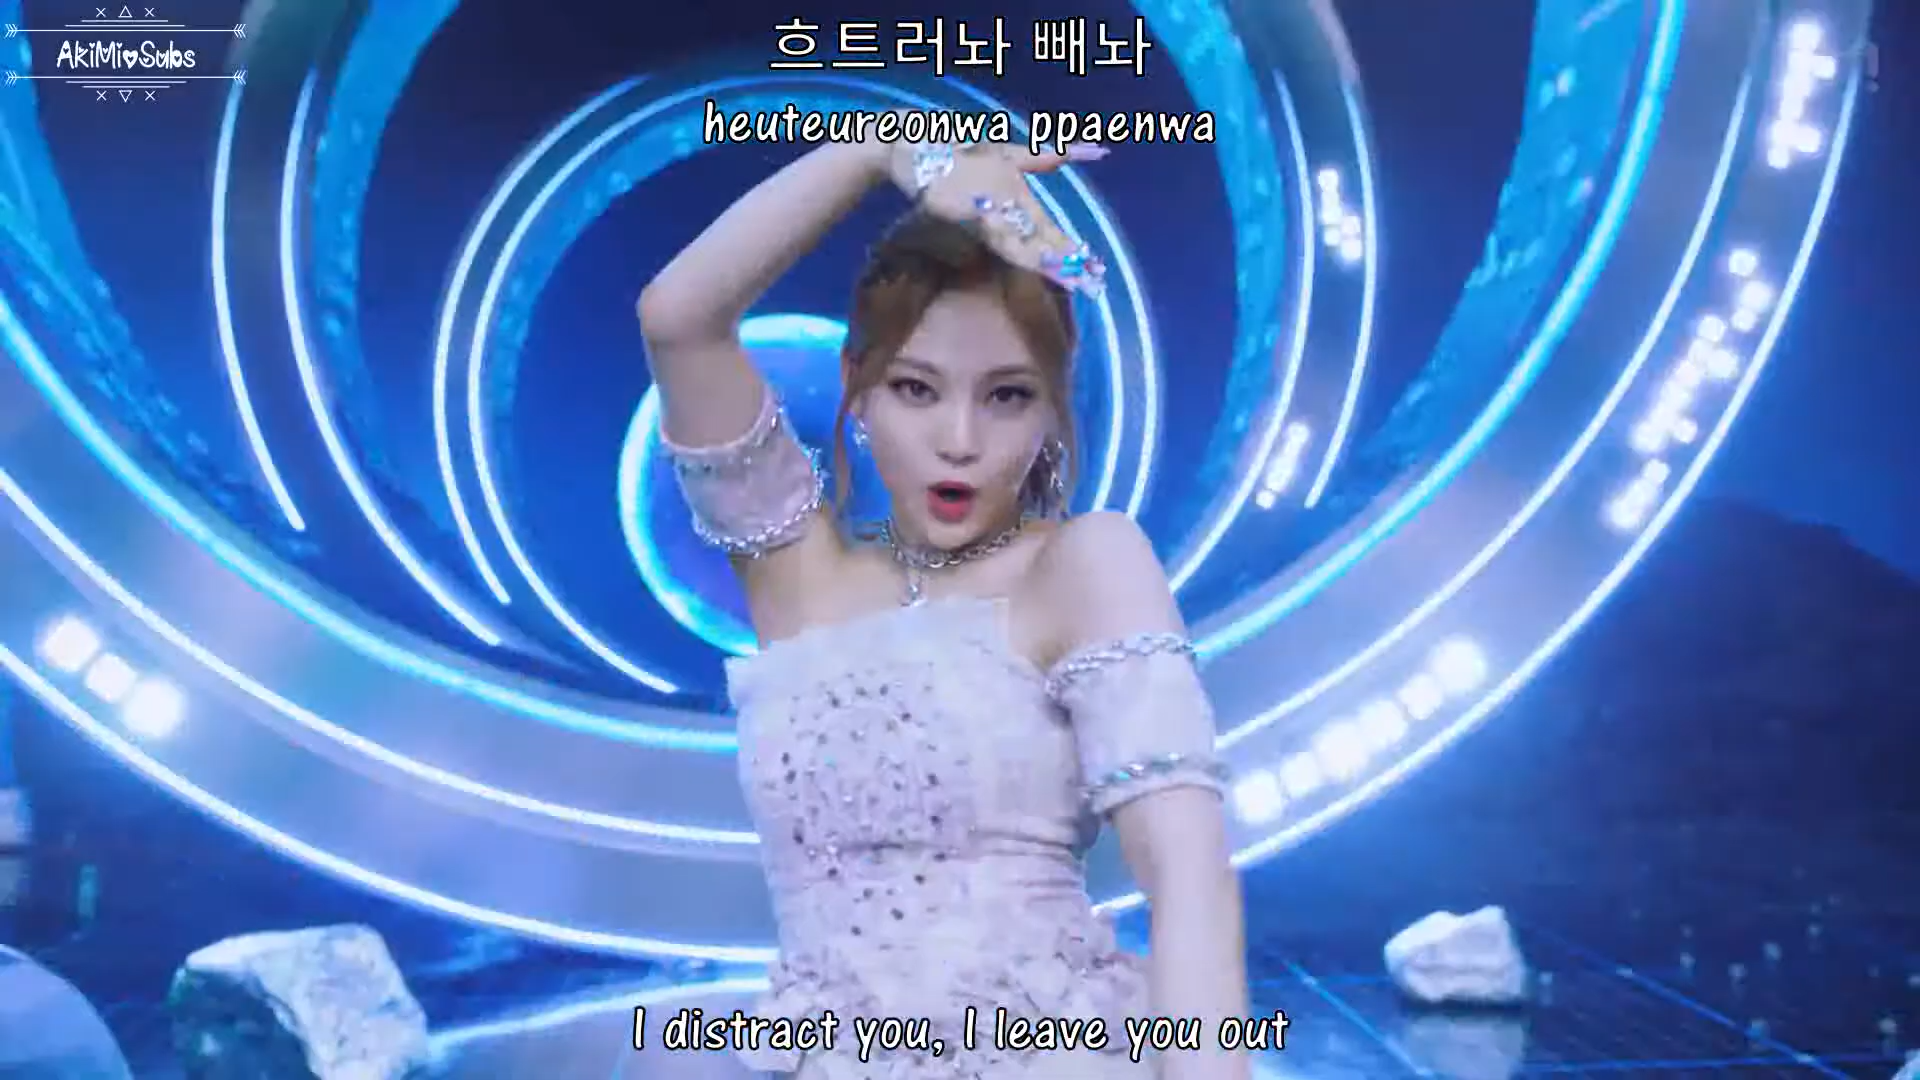 AkiMi♥Subs
흐트러놔 빼놔
heuteureonwa ppaenwa
I distract you, I leave you out